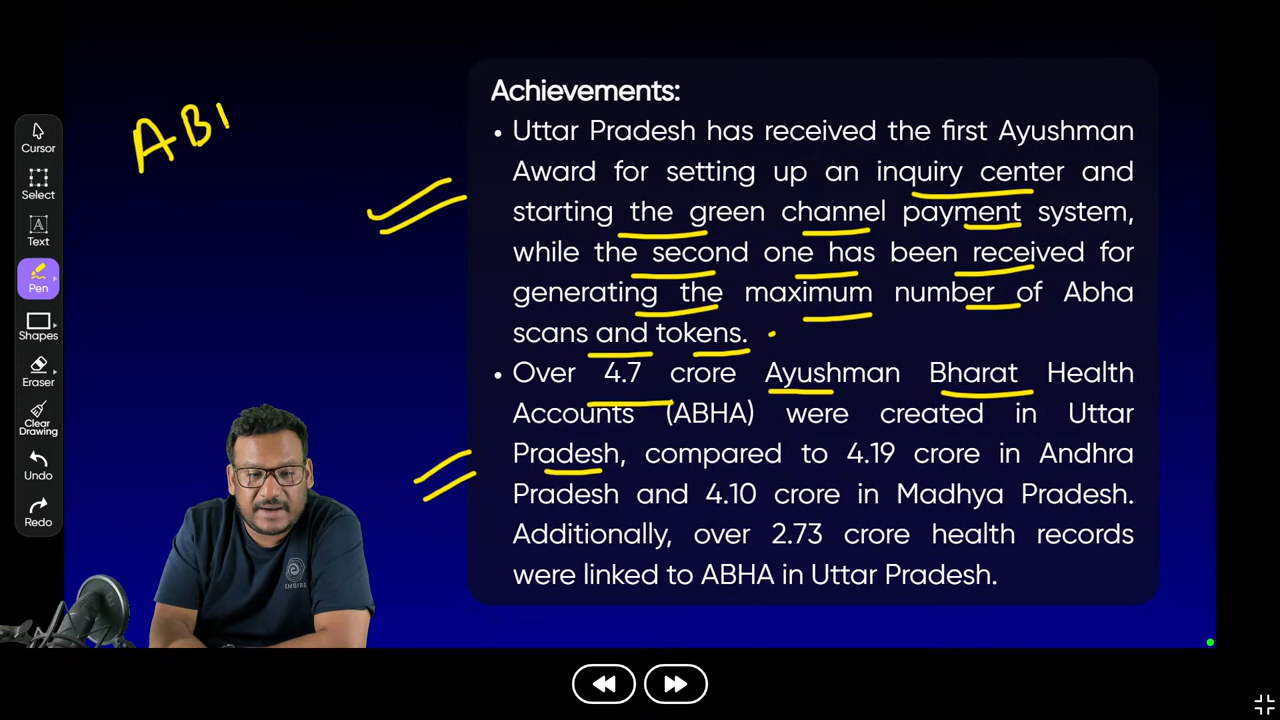 Cursor
Select
Text
Pen
Shapes
Eraser
Clear
Drawing
Undo
Redo
Achievements:
• Uttar Pradesh has received the first Ayushman
Award for setting up an inquiry center and
starting the green channel payment system,
while the second one has been received for
generating the maximum number of Abha
scans and tokens.
• Over 4.7 crore Ayushman Bharat Health
Accounts (ABHA) were created in Uttar
Pradesh, compared to 4.19 crore in Andhra
Pradesh and 4.10 crore in Madhya Pradesh.
Additionally, over 2.73 crore health records
were linked to ABHA in Uttar Pradesh.